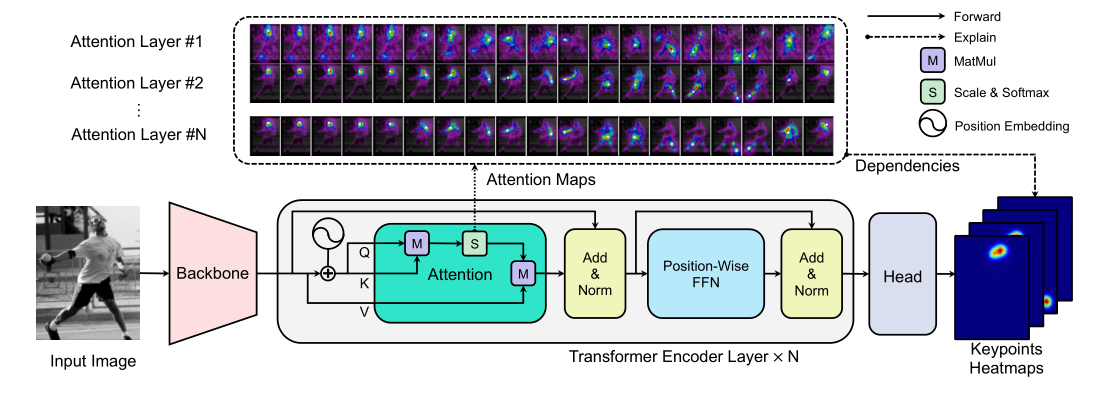 Attention Layer #1
Attention Layer #2
⋮
Attention Layer #N
Forward
Explain
M MatMul
S Scale & Softmax
Position Embedding
Attention Maps
Dependencies
Input Image
Backbone
Q
K
V
M
S
M
Attention
Add
&
Norm
Position-Wise
FFN
Add
&
Norm
Head
Transformer Encoder Layer × N
Keypoints
Heatmaps